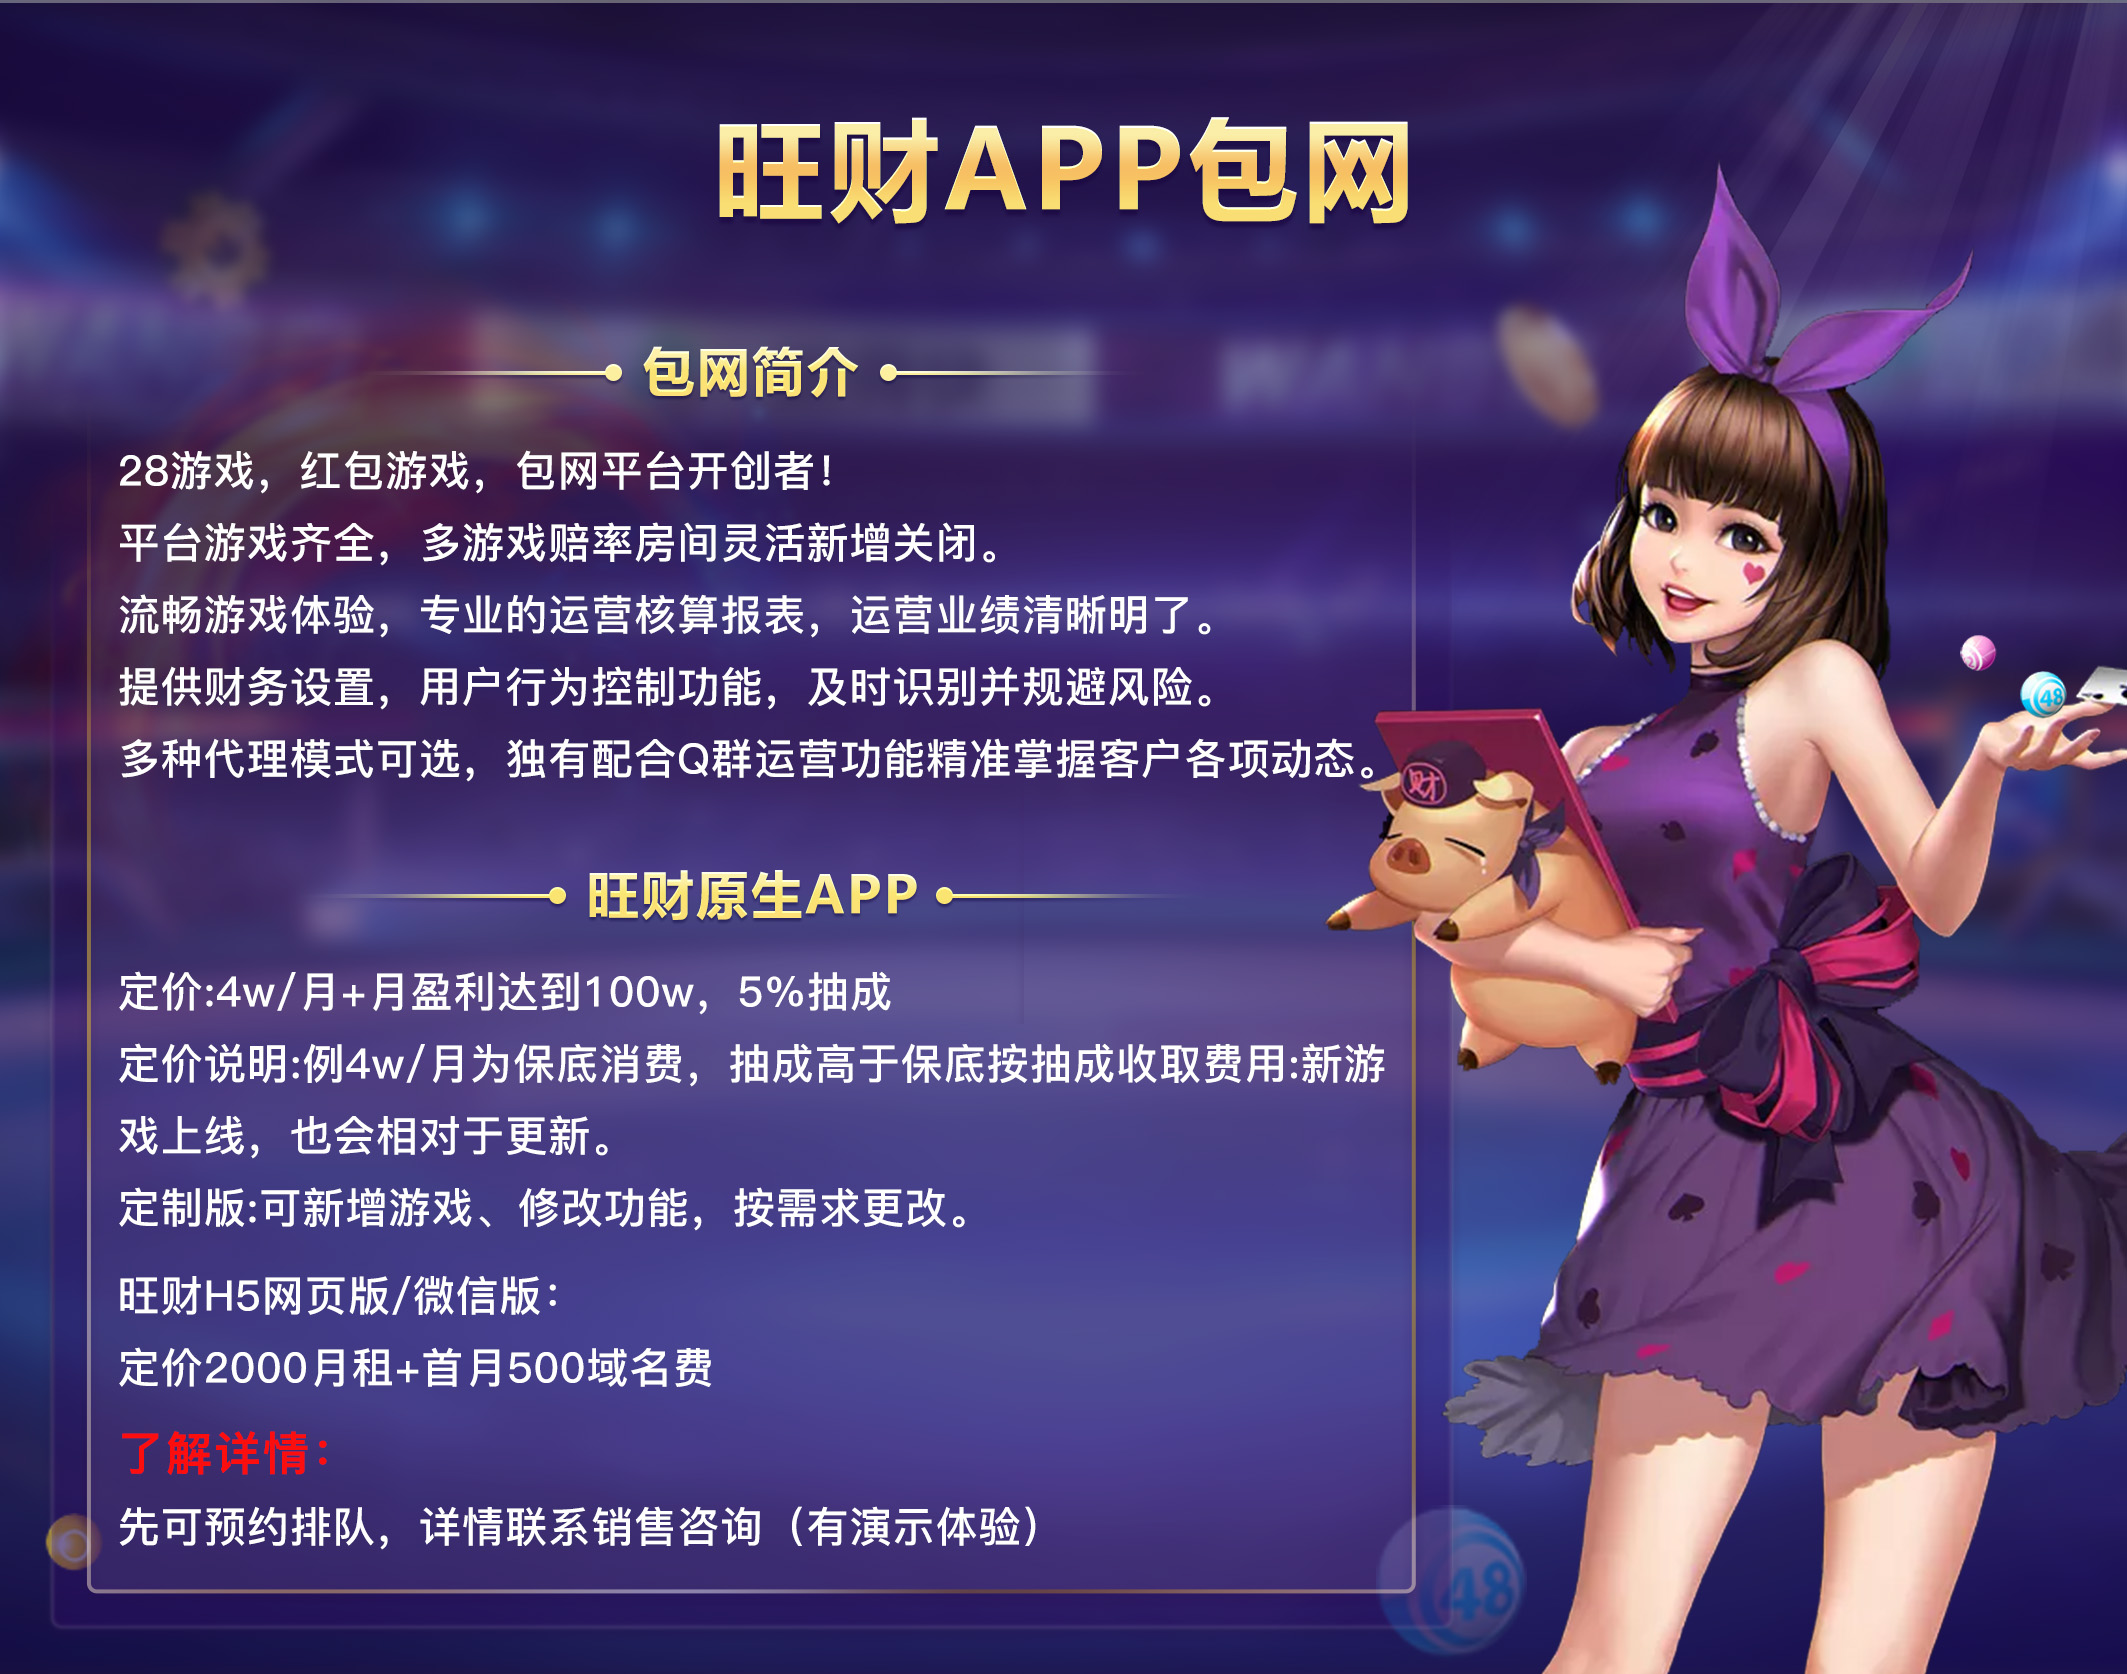 旺财APP包网
包网简介
28游戏，红包游戏，包网平台开创者！
平台游戏齐全，多游戏赔率房间灵活新增关闭。
流畅游戏体验，专业的运营核算报表，运营业绩清晰明了。
提供财务设置，用户行为控制功能，及时识别并规避风险。
多种代理模式可选，独有配合Q群运营功能精准掌握客户各项动态。
财
48
旺财原生APP
定价:4w/月+月盈利达到100w，5%抽成
定价说明:例4w/月为保底消费，抽成高于保底按抽成收取费用:新游
戏上线，也会相对于更新。
定制版:可新增游戏、修改功能，按需求更改。
旺财H5网页版/微信版：
定价2000月租+首月500域名费
了解详情：
先可预约排队，详情联系销售咨询（有演示体验）
48